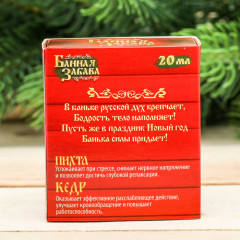 Банная
Забава
20 мл
В баньке русской дух крепчает,
Бодрость тело наполняет!
Пусть же в праздник Новый год
Банька силы придает!
ПИХТА
Успокаивает при стрессе, снимает нервное напряжение
и позволяет достичь глубокой релаксации.
КЕДР
Оказывает эффективное расслабляющее действие,
улучшает кровообращение и повышает
работоспособность.